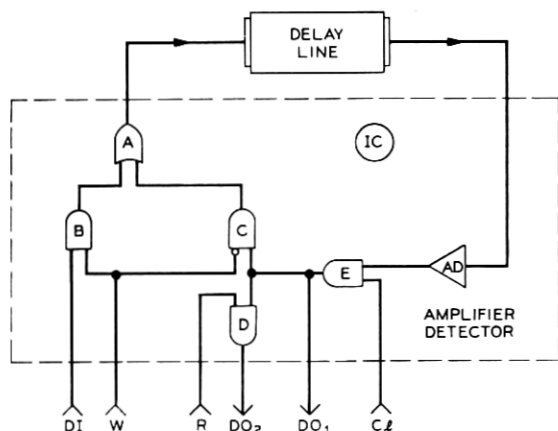 DELAY
LINE
A
IC
B
C
E
AD
D
AMPLIFIER
DETECTOR
DI
W
R
DO₂
DO₁
Cℓ